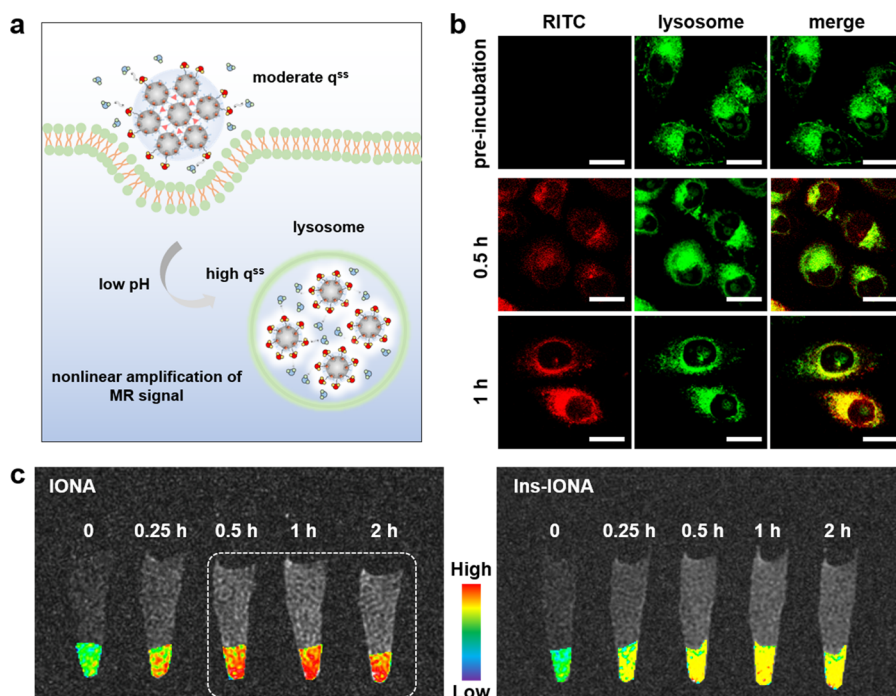 a
moderate q^ss
lysosome
low pH
high q^ss
nonlinear amplification of
MR signal
b
RITC
lysosome
merge
pre-incubation
0.5 h
1 h
c
IONA
0
0.25 h
0.5 h
1 h
2 h
High
Low
Ins-IONA
0
0.25 h
0.5 h
1 h
2 h